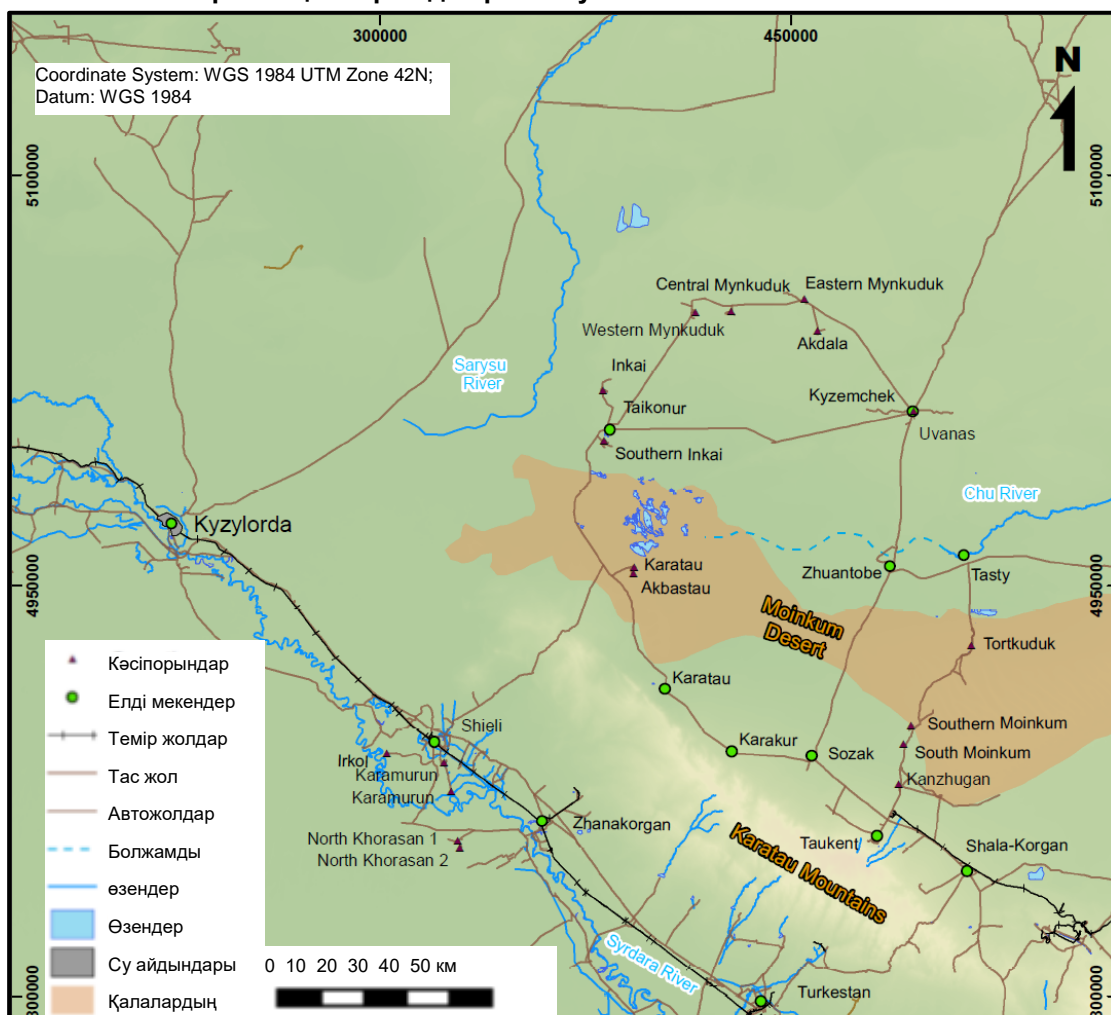 300000
450000
Coordinate System: WGS 1984 UTM Zone 42N;
Datum: WGS 1984
N
5100000
5100000
Central Mynkuduk
Eastern Mynkuduk
Western Mynkuduk
Akdala
Sarysu
River
Inkai
Taikonur
Kyzemchek
Uvanas
Southern Inkai
Chu River
Kyzylorda
Karatau
Akbastau
Zhuantobe
Tasty
4950000
4950000
Moinkum
Desert
Tortkuduk
Karatau
Southern Moinkum
South Moinkum
Karakur
Sozak
Kanzhugan
Shieli
Irkol
Karamurun
Karamurun
Zhanakorgan
North Khorasan 1
North Khorasan 2
Taukent
Shala-Korgan
Karatau Mountains
Syrdara River
Turkestan
Кәсіпорындар
Елді мекендер
Темір жолдар
Тас жол
Автожолдар
Болжамды
өзендер
Өзендер
Су айдындары
Қалалардың
0 10 20 30 40 50 км